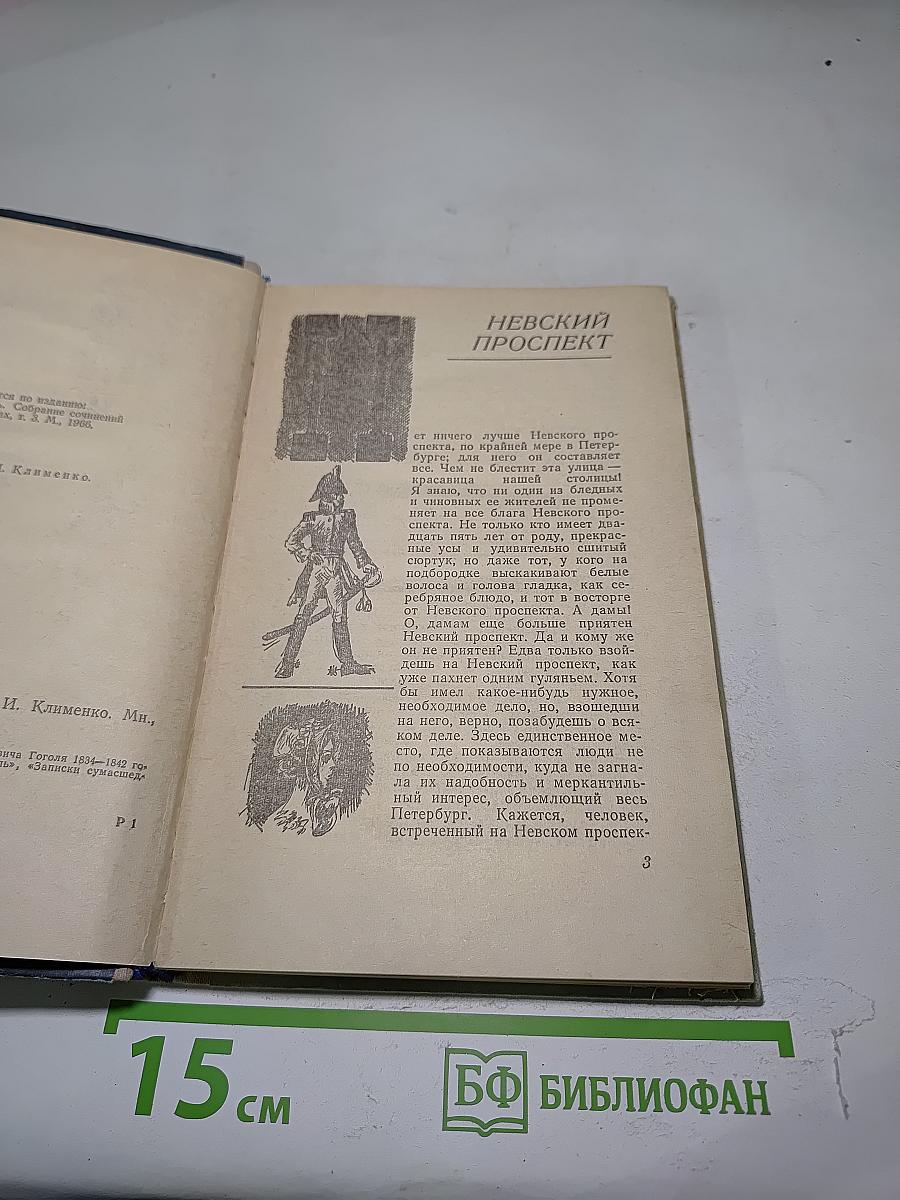 тся по изданию:
ь. Собрание сочинений
ах, т. 3. М., 1966.
И. Клименко.
И. Клименко. Мн.,
вича Гоголя 1834—1842 го-
ль», «Записки сумасшед-
Р 1
НЕВСКИЙ
ПРОСПЕКТ
ет ничего лучше Невского про-
спекта, по крайней мере в Петер-
бурге; для него он составляет
все. Чем не блестит эта улица —
красавица нашей столицы!
Я знаю, что ни один из бледных
и чиновных ее жителей не проме-
няет на все блага Невского про-
спекта. Не только кто имеет два-
дцать пять лет от роду, прекрас-
ные усы и удивительно сшитый
сюртук, но даже тот, у кого на
подбородке выскакивают белые
волоса и голова гладка, как се-
ребряное блюдо, и тот в восторге
от Невского проспекта. А дамы!
О, дамам еще больше приятен
Невский проспект. Да и кому же
он не приятен? Едва только взой-
дешь на Невский проспект, как
уже пахнет одним гуляньем. Хотя
бы имел какое-нибудь нужное,
необходимое дело, но, взошедши
на него, верно, позабудешь о вся-
ком деле. Здесь единственное ме-
сто, где показываются люди не
по необходимости, куда не загна-
ла их надобность и меркантиль-
ный интерес, объемлющий весь
Петербург. Кажется, человек,
встреченный на Невском проспек-
3
15 см
БФ БИБЛИОФАН